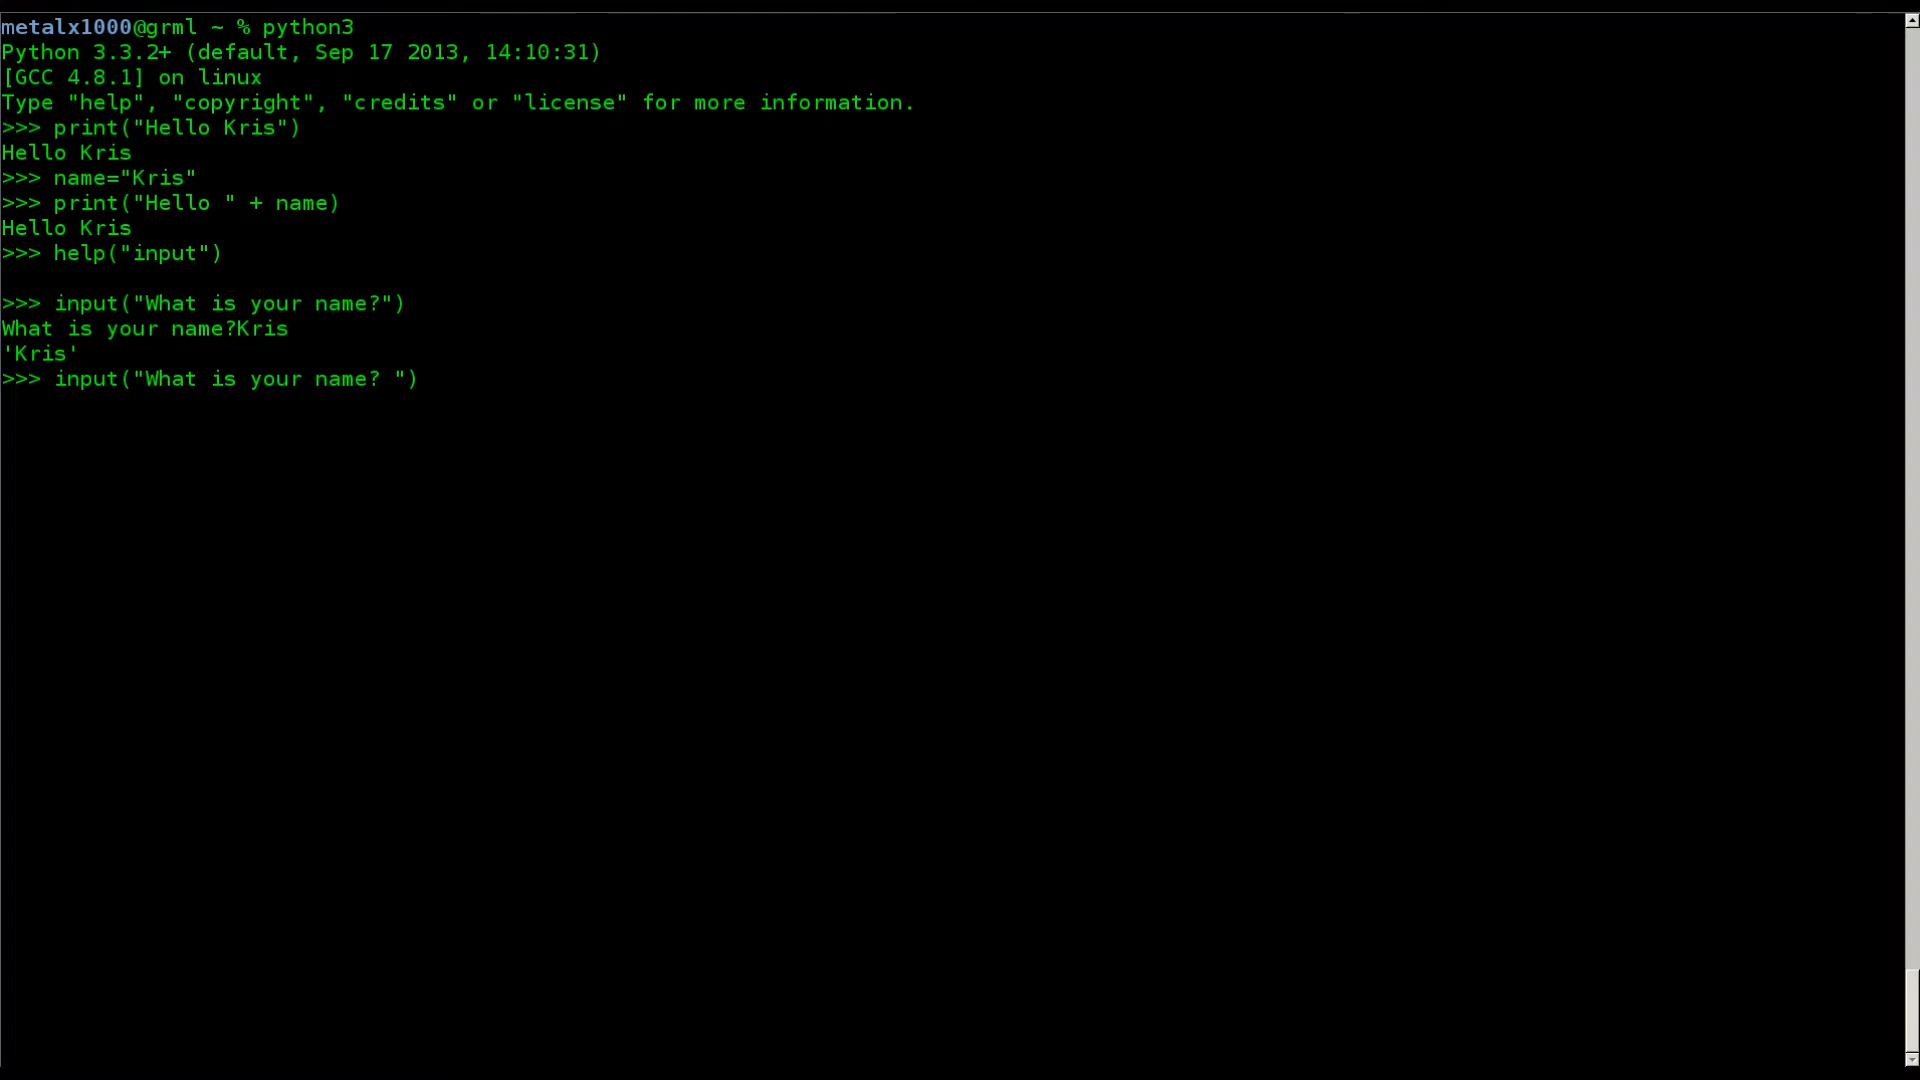 metalx1000@grml ~ % python3
Python 3.3.2+ (default, Sep 17 2013, 14:10:31)
[GCC 4.8.1] on linux
Type "help", "copyright", "credits" or "license" for more information.
>>> print("Hello Kris")
Hello Kris
>>> name="Kris"
>>> print("Hello " + name)
Hello Kris
>>> help("input")
>>> input("What is your name?")
What is your name?Kris
'Kris'
>>> input("What is your name? ")